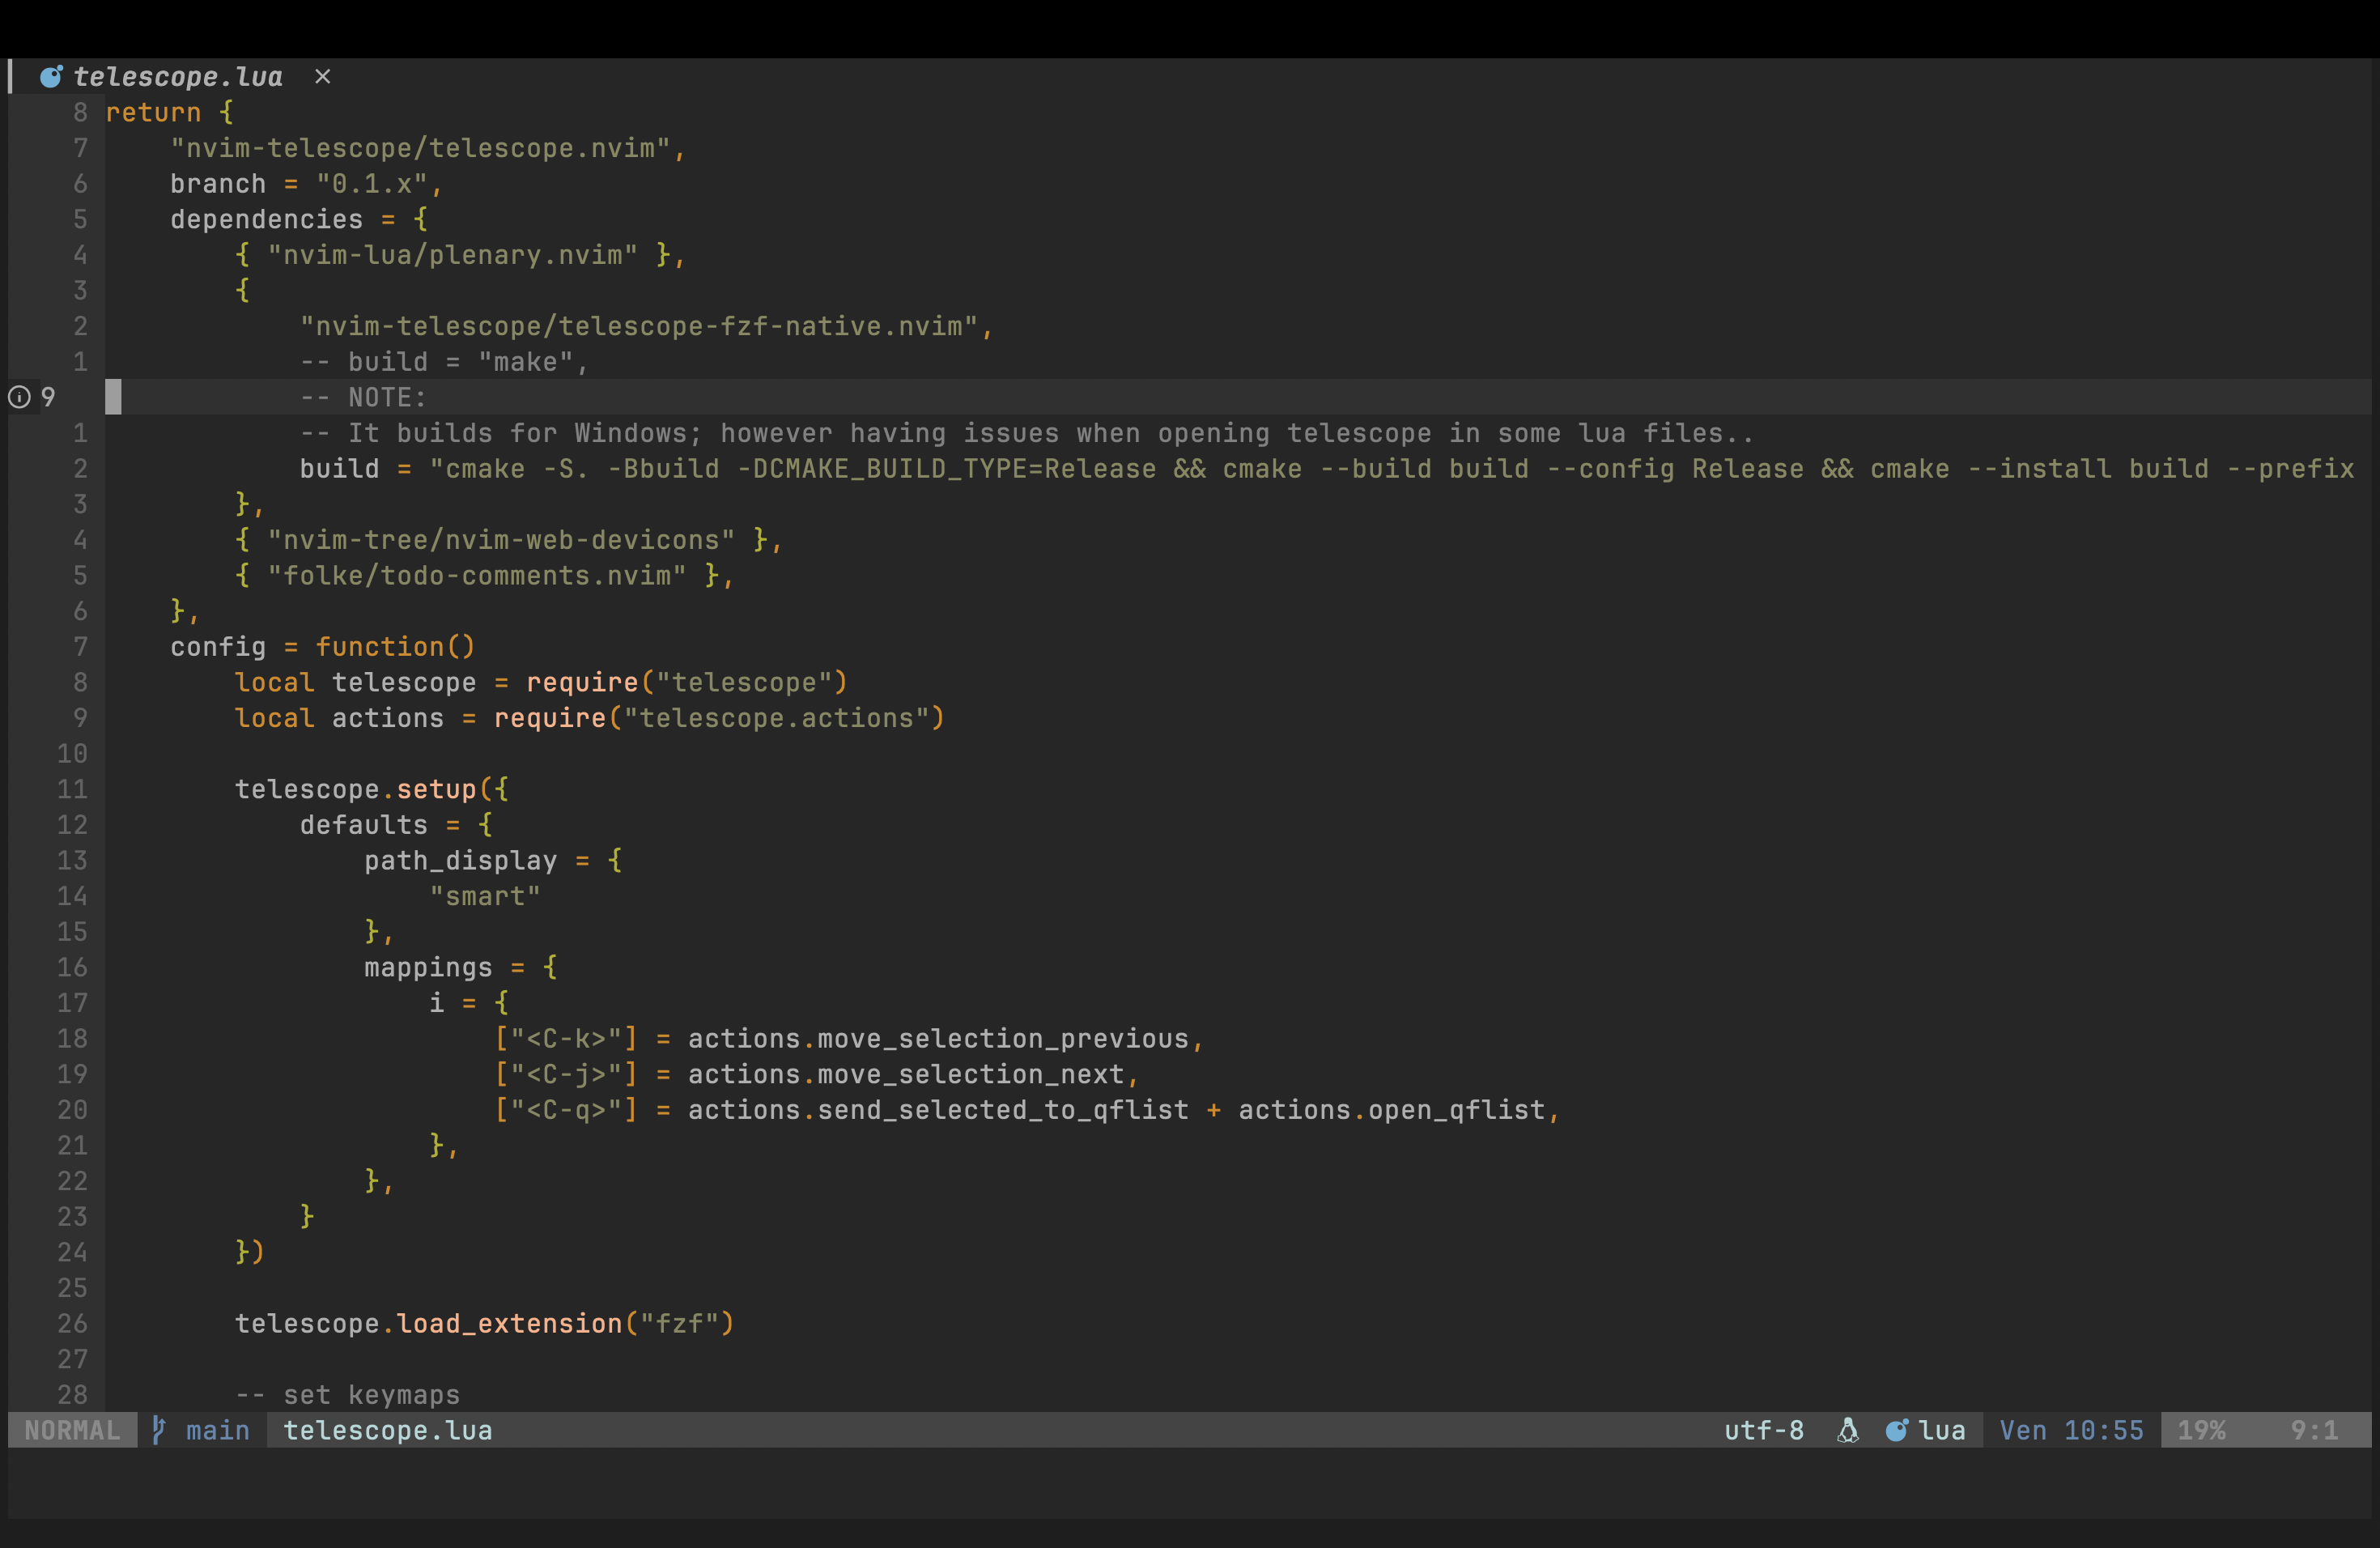 telescope.lua ×
8 return {
7     "nvim-telescope/telescope.nvim",
6     branch = "0.1.x",
5     dependencies = {
4         { "nvim-lua/plenary.nvim" },
3         {
2             "nvim-telescope/telescope-fzf-native.nvim",
1             -- build = "make",
9             -- NOTE:
1             -- It builds for Windows; however having issues when opening telescope in some lua files..
2             build = "cmake -S. -Bbuild -DCMAKE_BUILD_TYPE=Release && cmake --build build --config Release && cmake --install build --prefix
3         },
4         { "nvim-tree/nvim-web-devicons" },
5         { "folke/todo-comments.nvim" },
6     },
7     config = function()
8         local telescope = require("telescope")
9         local actions = require("telescope.actions")
10
11         telescope.setup({
12             defaults = {
13                 path_display = {
14                     "smart"
15                 },
16                 mappings = {
17                     i = {
18                         ["<C-k>"] = actions.move_selection_previous,
19                         ["<C-j>"] = actions.move_selection_next,
20                         ["<C-q>"] = actions.send_selected_to_qflist + actions.open_qflist,
21                     },
22                 },
23             }
24         })
25
26         telescope.load_extension("fzf")
27
28         -- set keymaps
NORMAL main telescope.lua utf-8 lua Ven 10:55 19% 9:1